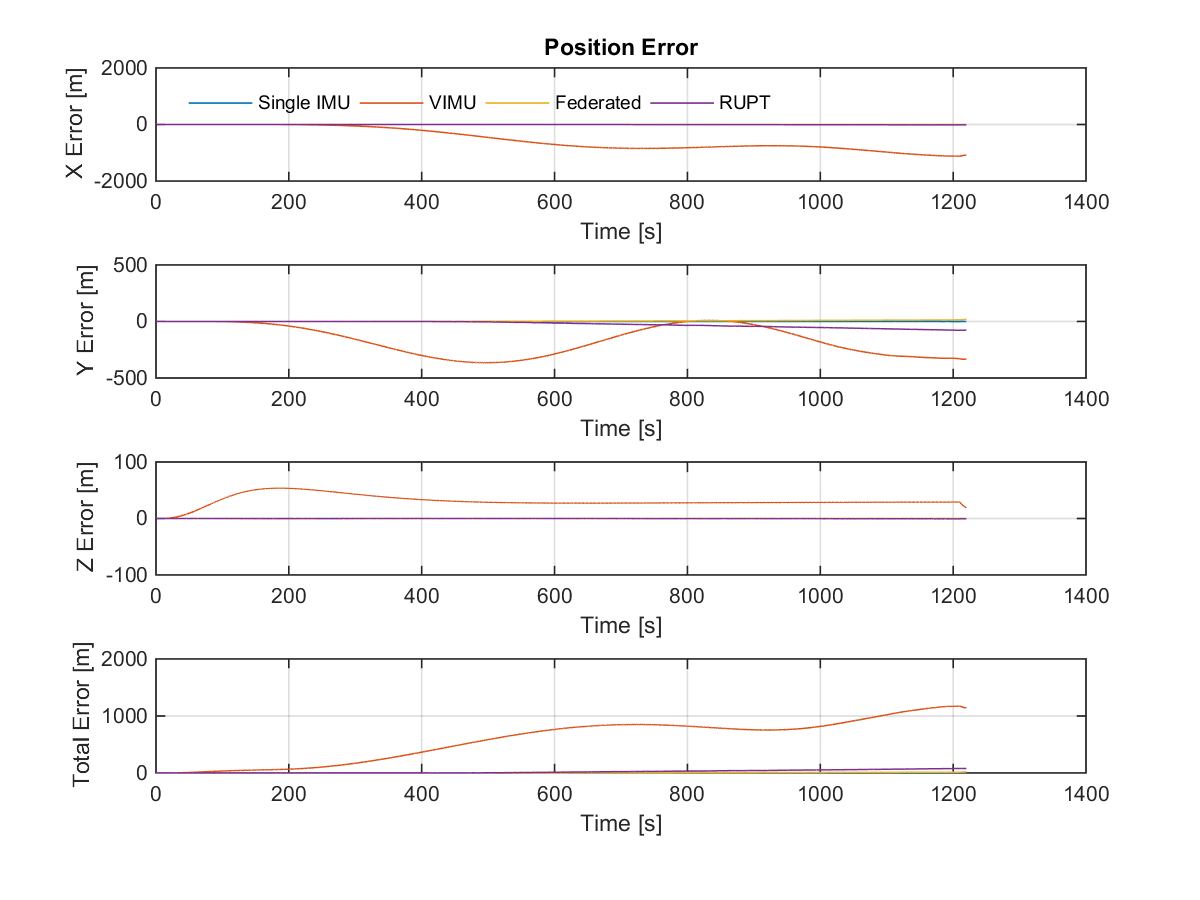 Position Error
X Error [m]
2000
0
-2000
Single IMU VIMU Federated RUPT
0 200 400 600 800 1000 1200 1400
Time [s]
Y Error [m]
500
0
-500
0 200 400 600 800 1000 1200 1400
Time [s]
Z Error [m]
100
0
-100
0 200 400 600 800 1000 1200 1400
Time [s]
Total Error [m]
2000
1000
0
0 200 400 600 800 1000 1200 1400
Time [s]